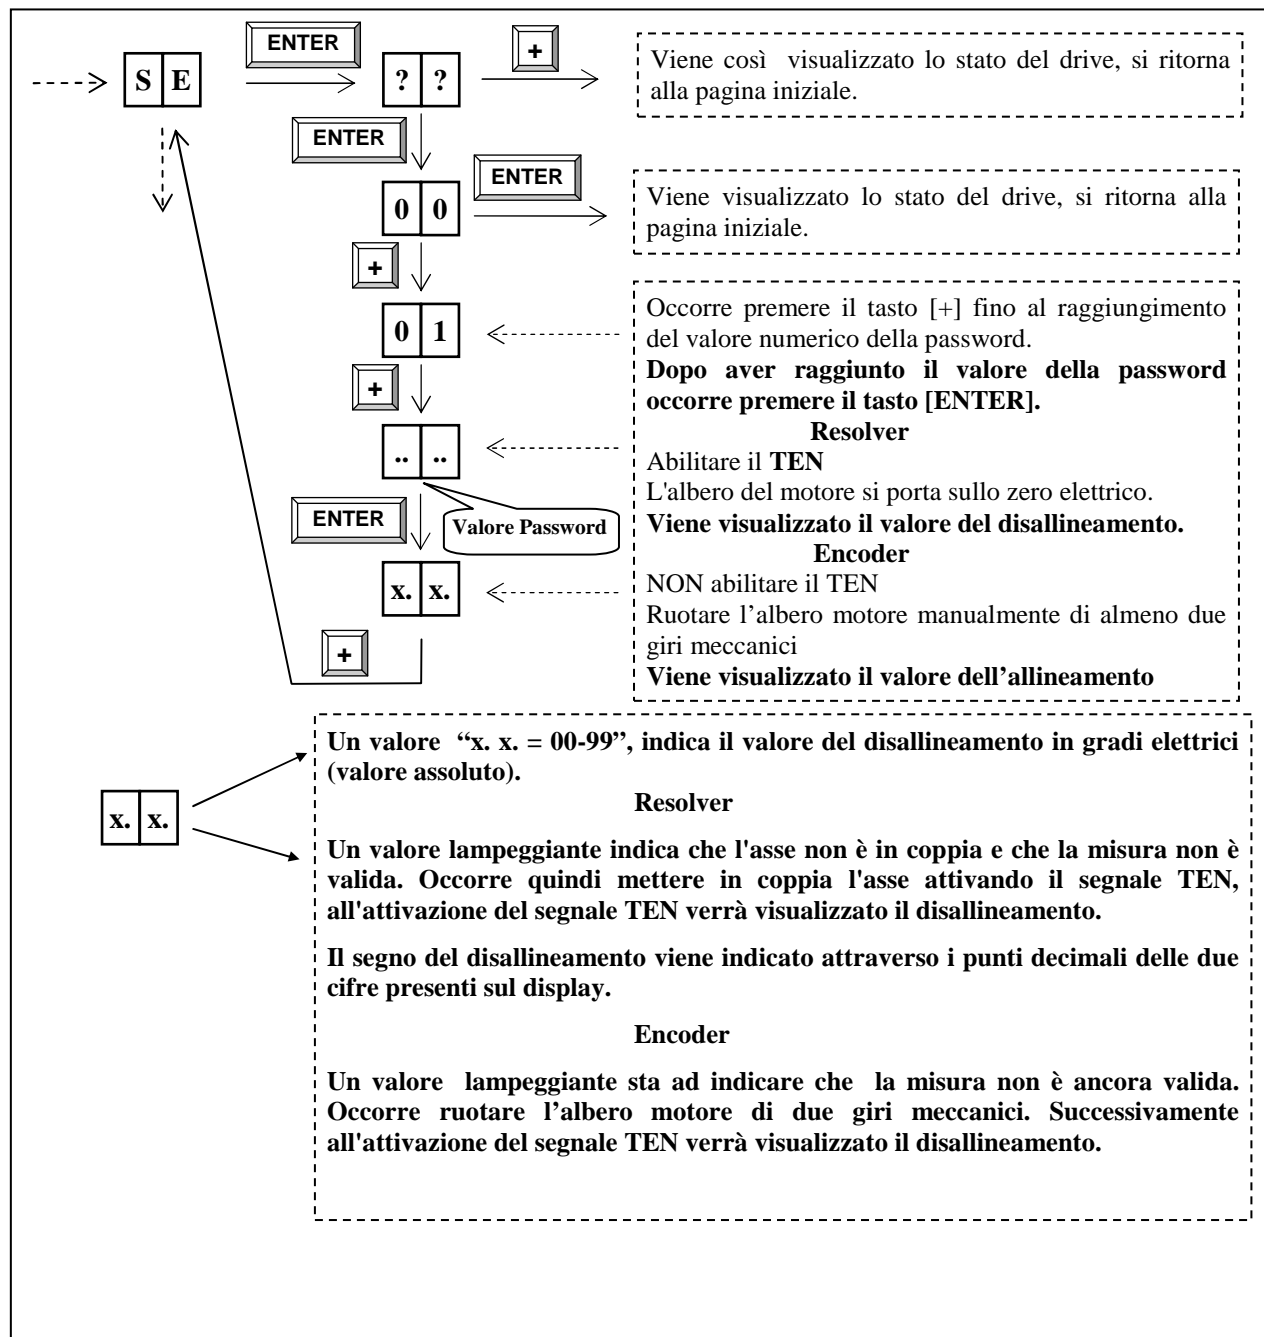 ENTER
+
S E
? ?
Viene così visualizzato lo stato del drive, si ritorna
alla pagina iniziale.
ENTER
ENTER
0 0
Viene visualizzato lo stato del drive, si ritorna alla
pagina iniziale.
+
0 1
Occorre premere il tasto [+] fino al raggiungimento
del valore numerico della password.
Dopo aver raggiunto il valore della password
occorre premere il tasto [ENTER].
Resolver
Abilitare il TEN
L'albero del motore si porta sullo zero elettrico.
Viene visualizzato il valore del disallineamento.
Encoder
NON abilitare il TEN
Ruotare l’albero motore manualmente di almeno due
giri meccanici
Viene visualizzato il valore dell’allineamento
+
.. ..
ENTER
Valore Password
x. x.
+
x. x.
Un valore “x. x. = 00-99”, indica il valore del disallineamento in gradi elettrici
(valore assoluto).
Resolver
Un valore lampeggiante indica che l'asse non è in coppia e che la misura non è
valida. Occorre quindi mettere in coppia l'asse attivando il segnale TEN,
all'attivazione del segnale TEN verrà visualizzato il disallineamento.
Il segno del disallineamento viene indicato attraverso i punti decimali delle due
cifre presenti sul display.
Encoder
Un valore lampeggiante sta ad indicare che la misura non è ancora valida.
Occorre ruotare l’albero motore di due giri meccanici. Successivamente
all'attivazione del segnale TEN verrà visualizzato il disallineamento.